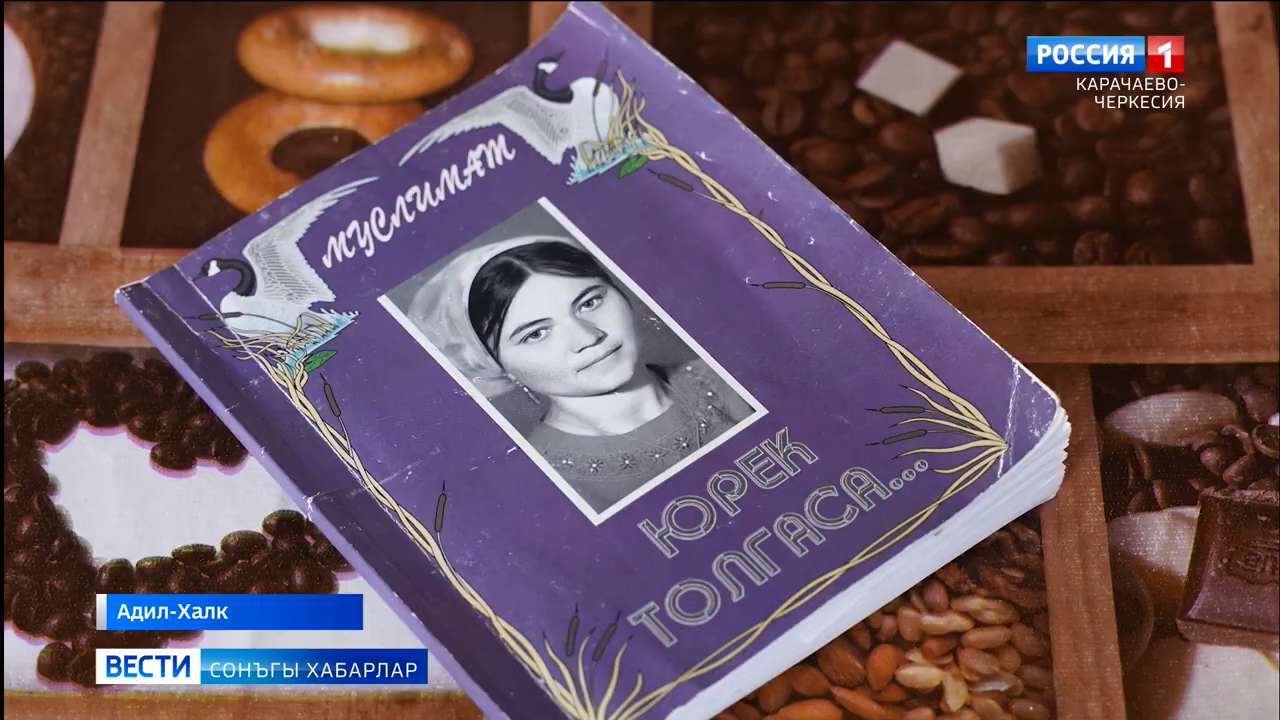 РОССИЯ 1
КАРАЧАЕВО-
ЧЕРКЕСИЯ
МУСЛИМАТ
ЮРЕК
ТОЛГАСА...
Адил-Халк
ВЕСТИ СОНЪГЫ ХАБАРЛАР